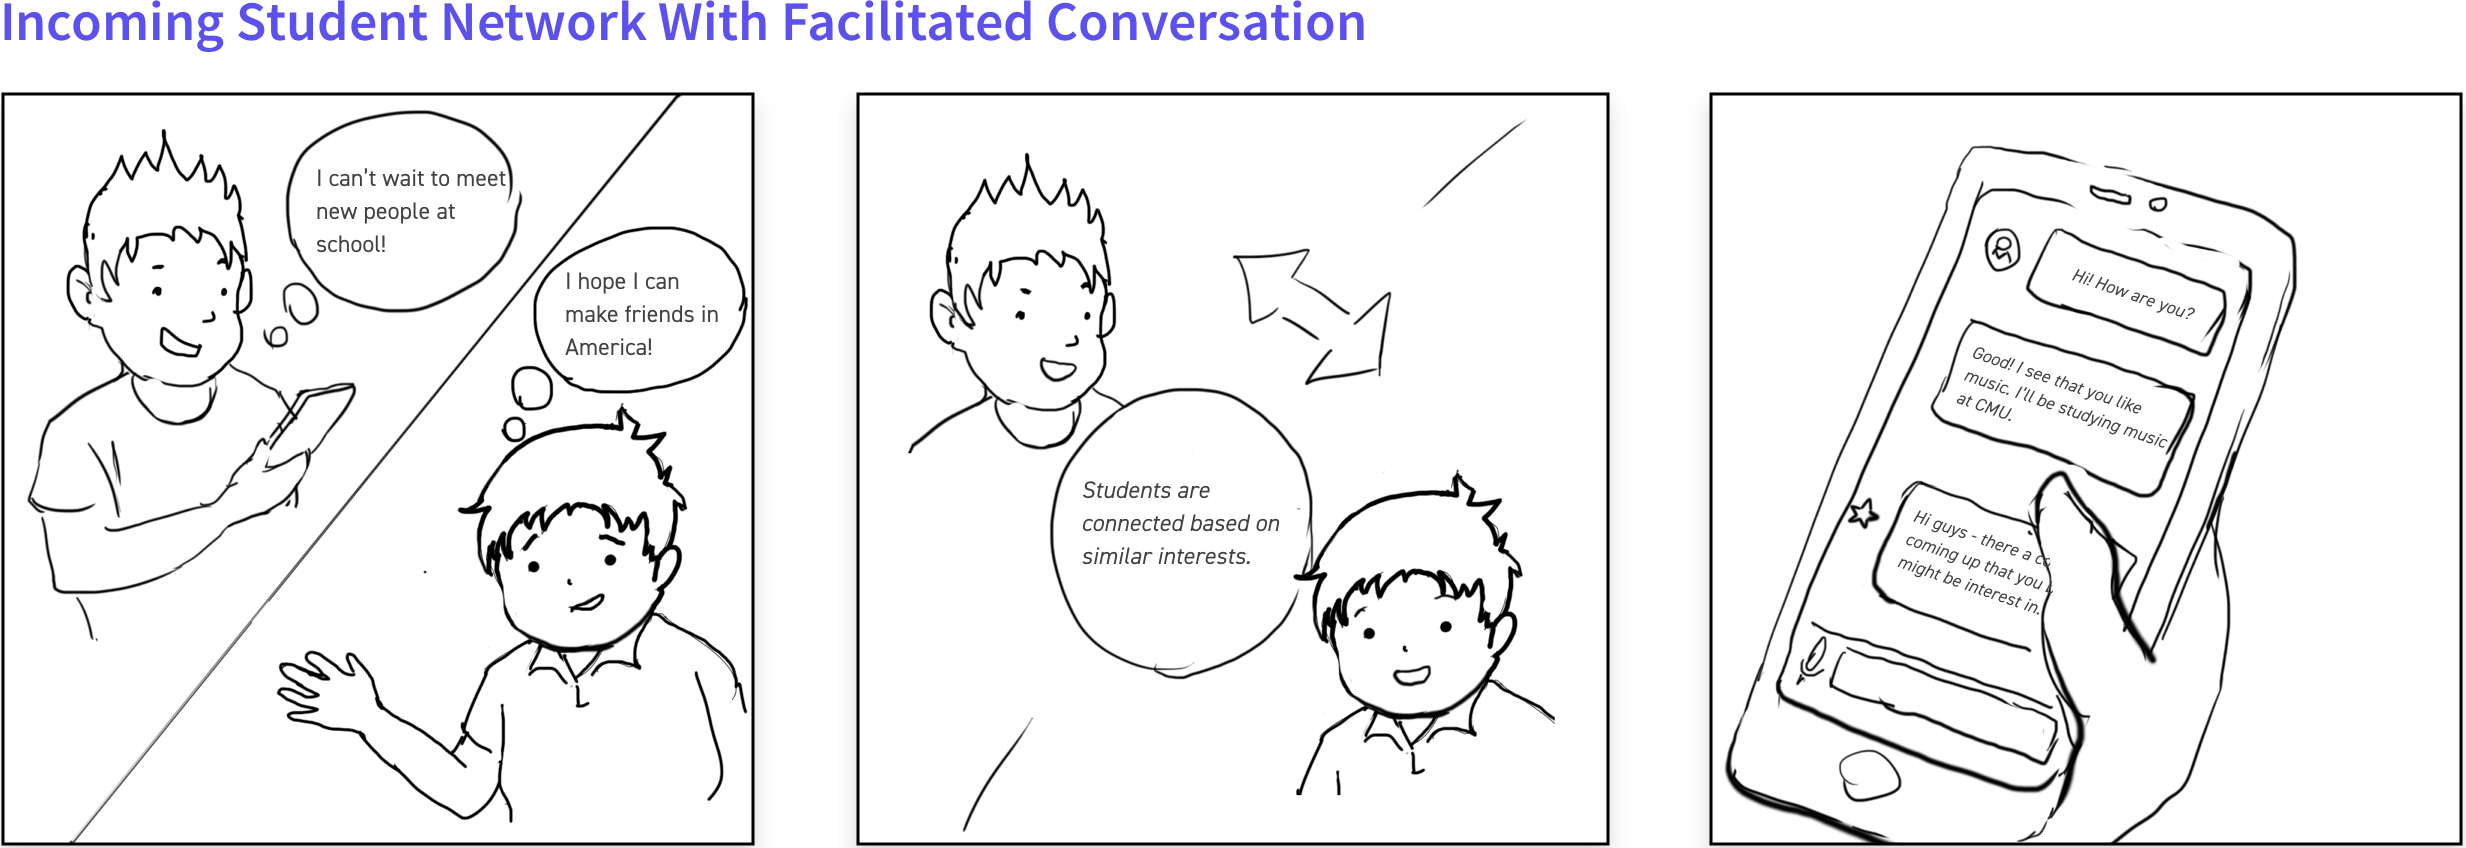 Incoming Student Network With Facilitated Conversation
I can't wait to meet
new people at
school!
I hope I can
make friends in
America!
Students are
connected based on
similar interests.
Hi! How are you?
Good! I see that you like
music. I'll be studying music
at CMU.
Hi guys - there a
coming up that you
might be interest in.